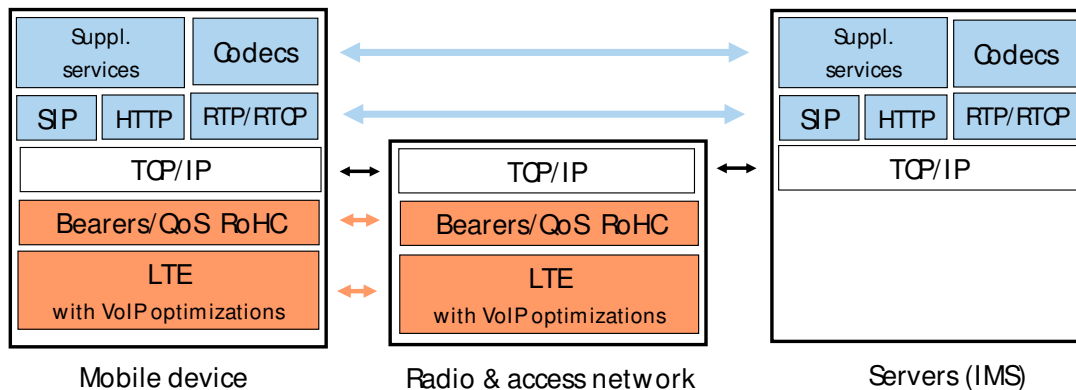 Suppl.
services
Codecs
SIP
HTTP
RTP/RTCP
TCP/IP
Bearers/QoS RoHC
LTE
with VoIP optimizations
Mobile device
TCP/IP
Bearers/QoS RoHC
LTE
with VoIP optimizations
Radio & access network
Suppl.
services
Codecs
SIP
HTTP
RTP/RTCP
TCP/IP
Servers (IMS)